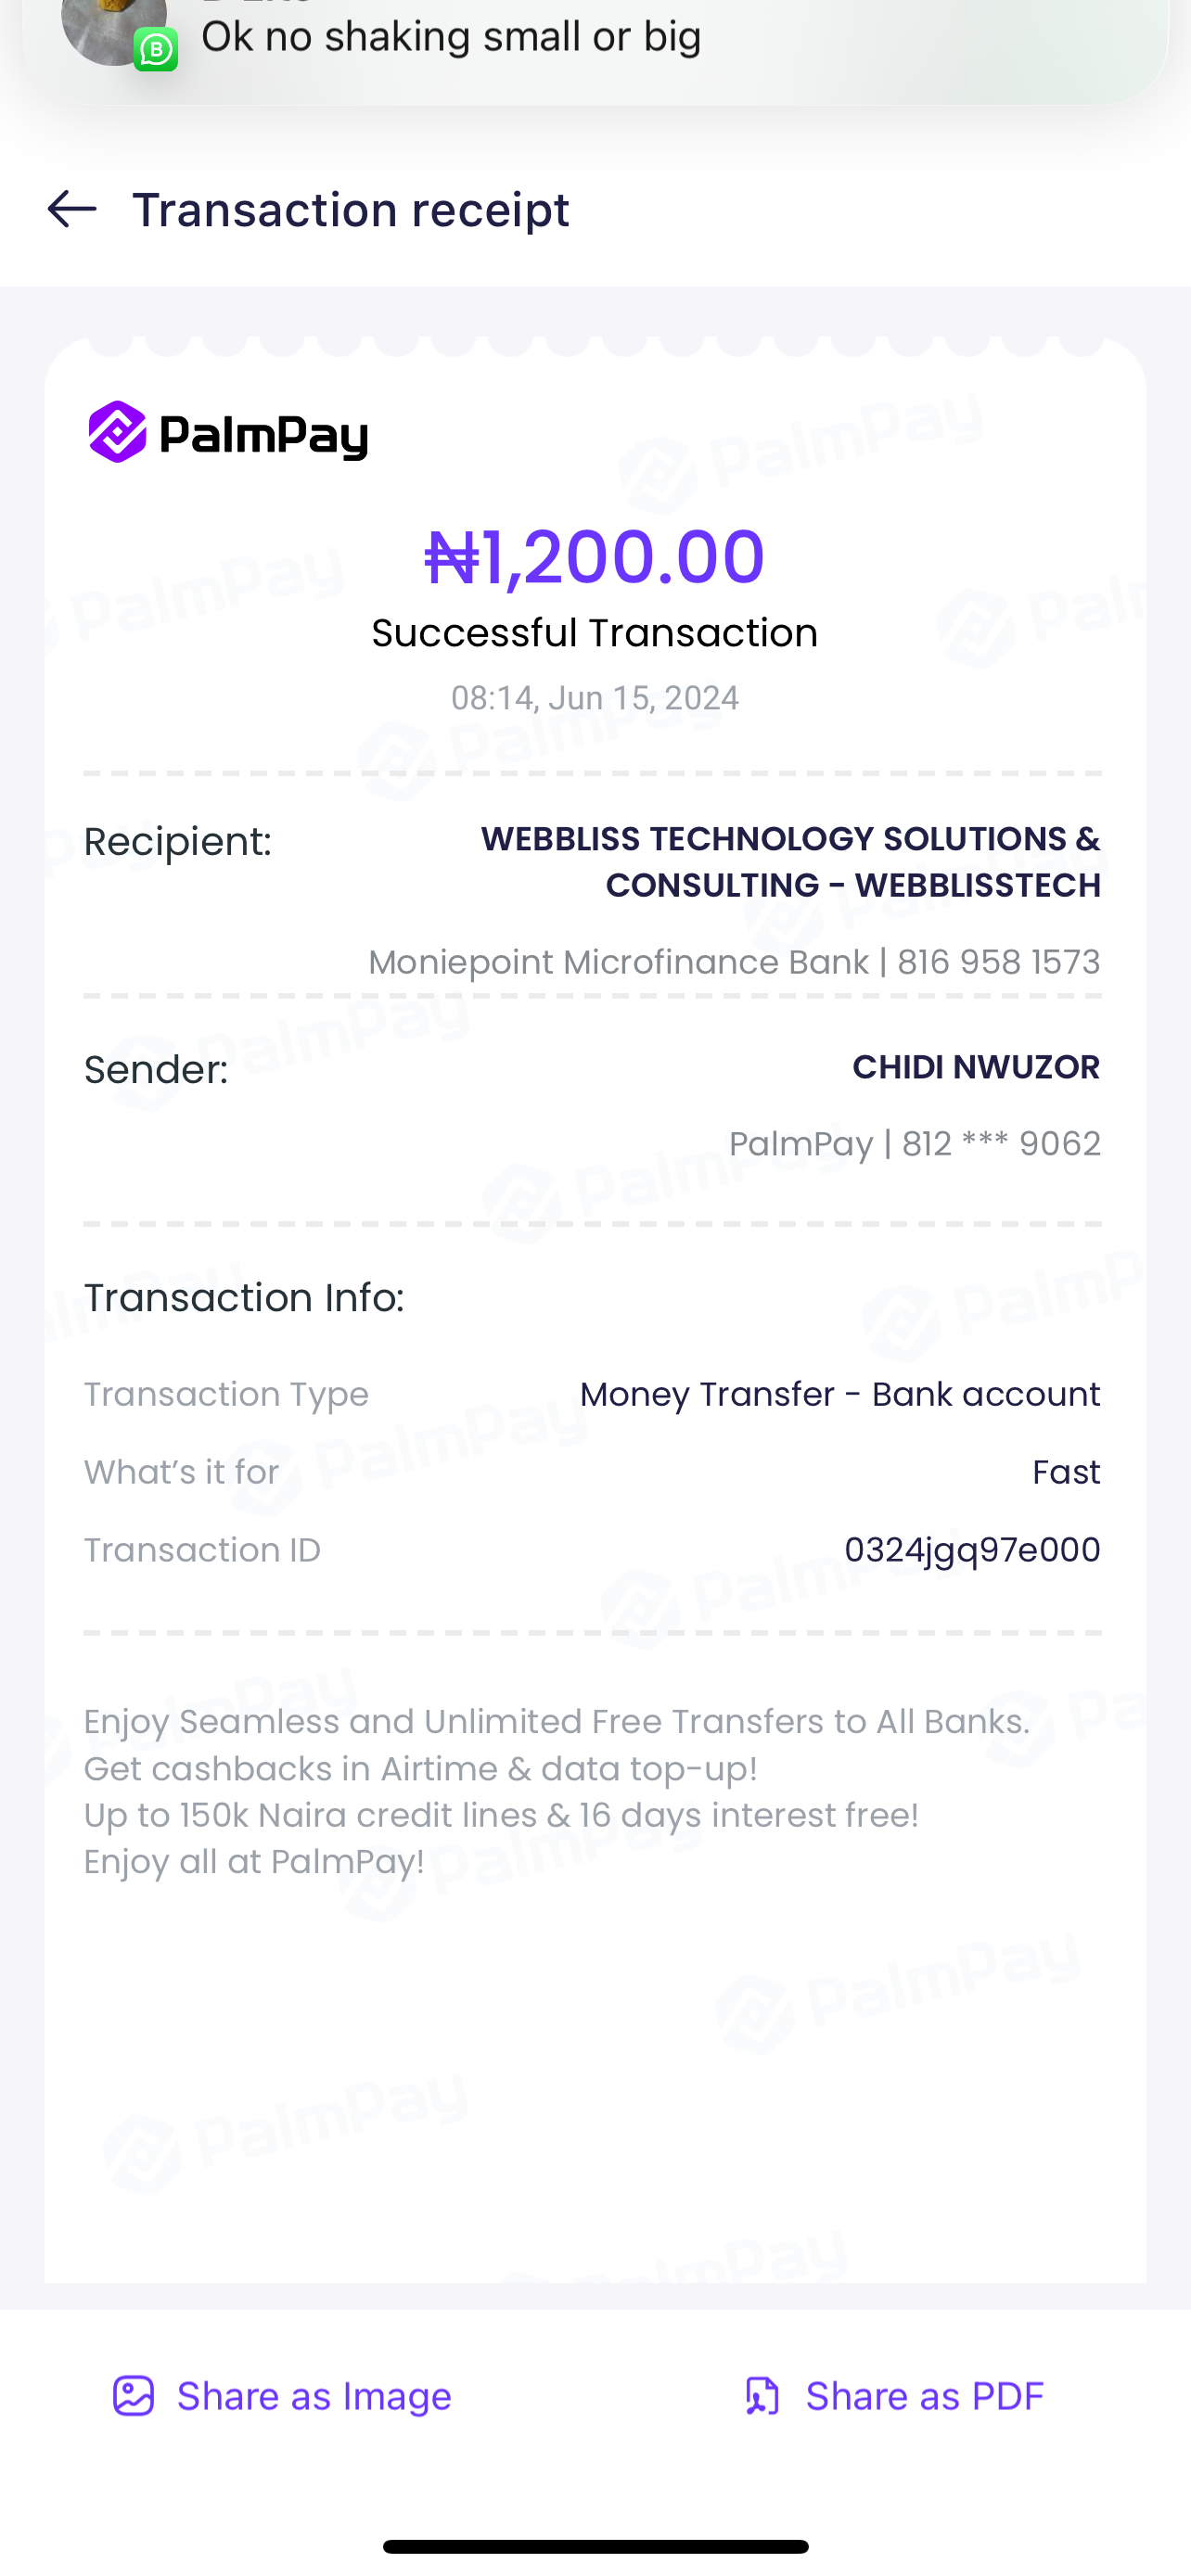 Ok no shaking small or big
Transaction receipt
PalmPay
₦1,200.00
Successful Transaction
08:14, Jun 15, 2024
Recipient:
WEBBLISS TECHNOLOGY SOLUTIONS &
CONSULTING - WEBBLISSTECH
Moniepoint Microfinance Bank | 816 958 1573
Sender:
CHIDI NWUZOR
PalmPay | 812 *** 9062
Transaction Info:
Transaction Type
Money Transfer - Bank account
What's it for
Fast
Transaction ID
0324jgq97e000
Enjoy Seamless and Unlimited Free Transfers to All Banks.
Get cashbacks in Airtime & data top-up!
Up to 150k Naira credit lines & 16 days interest free!
Enjoy all at PalmPay!
Share as Image
Share as PDF